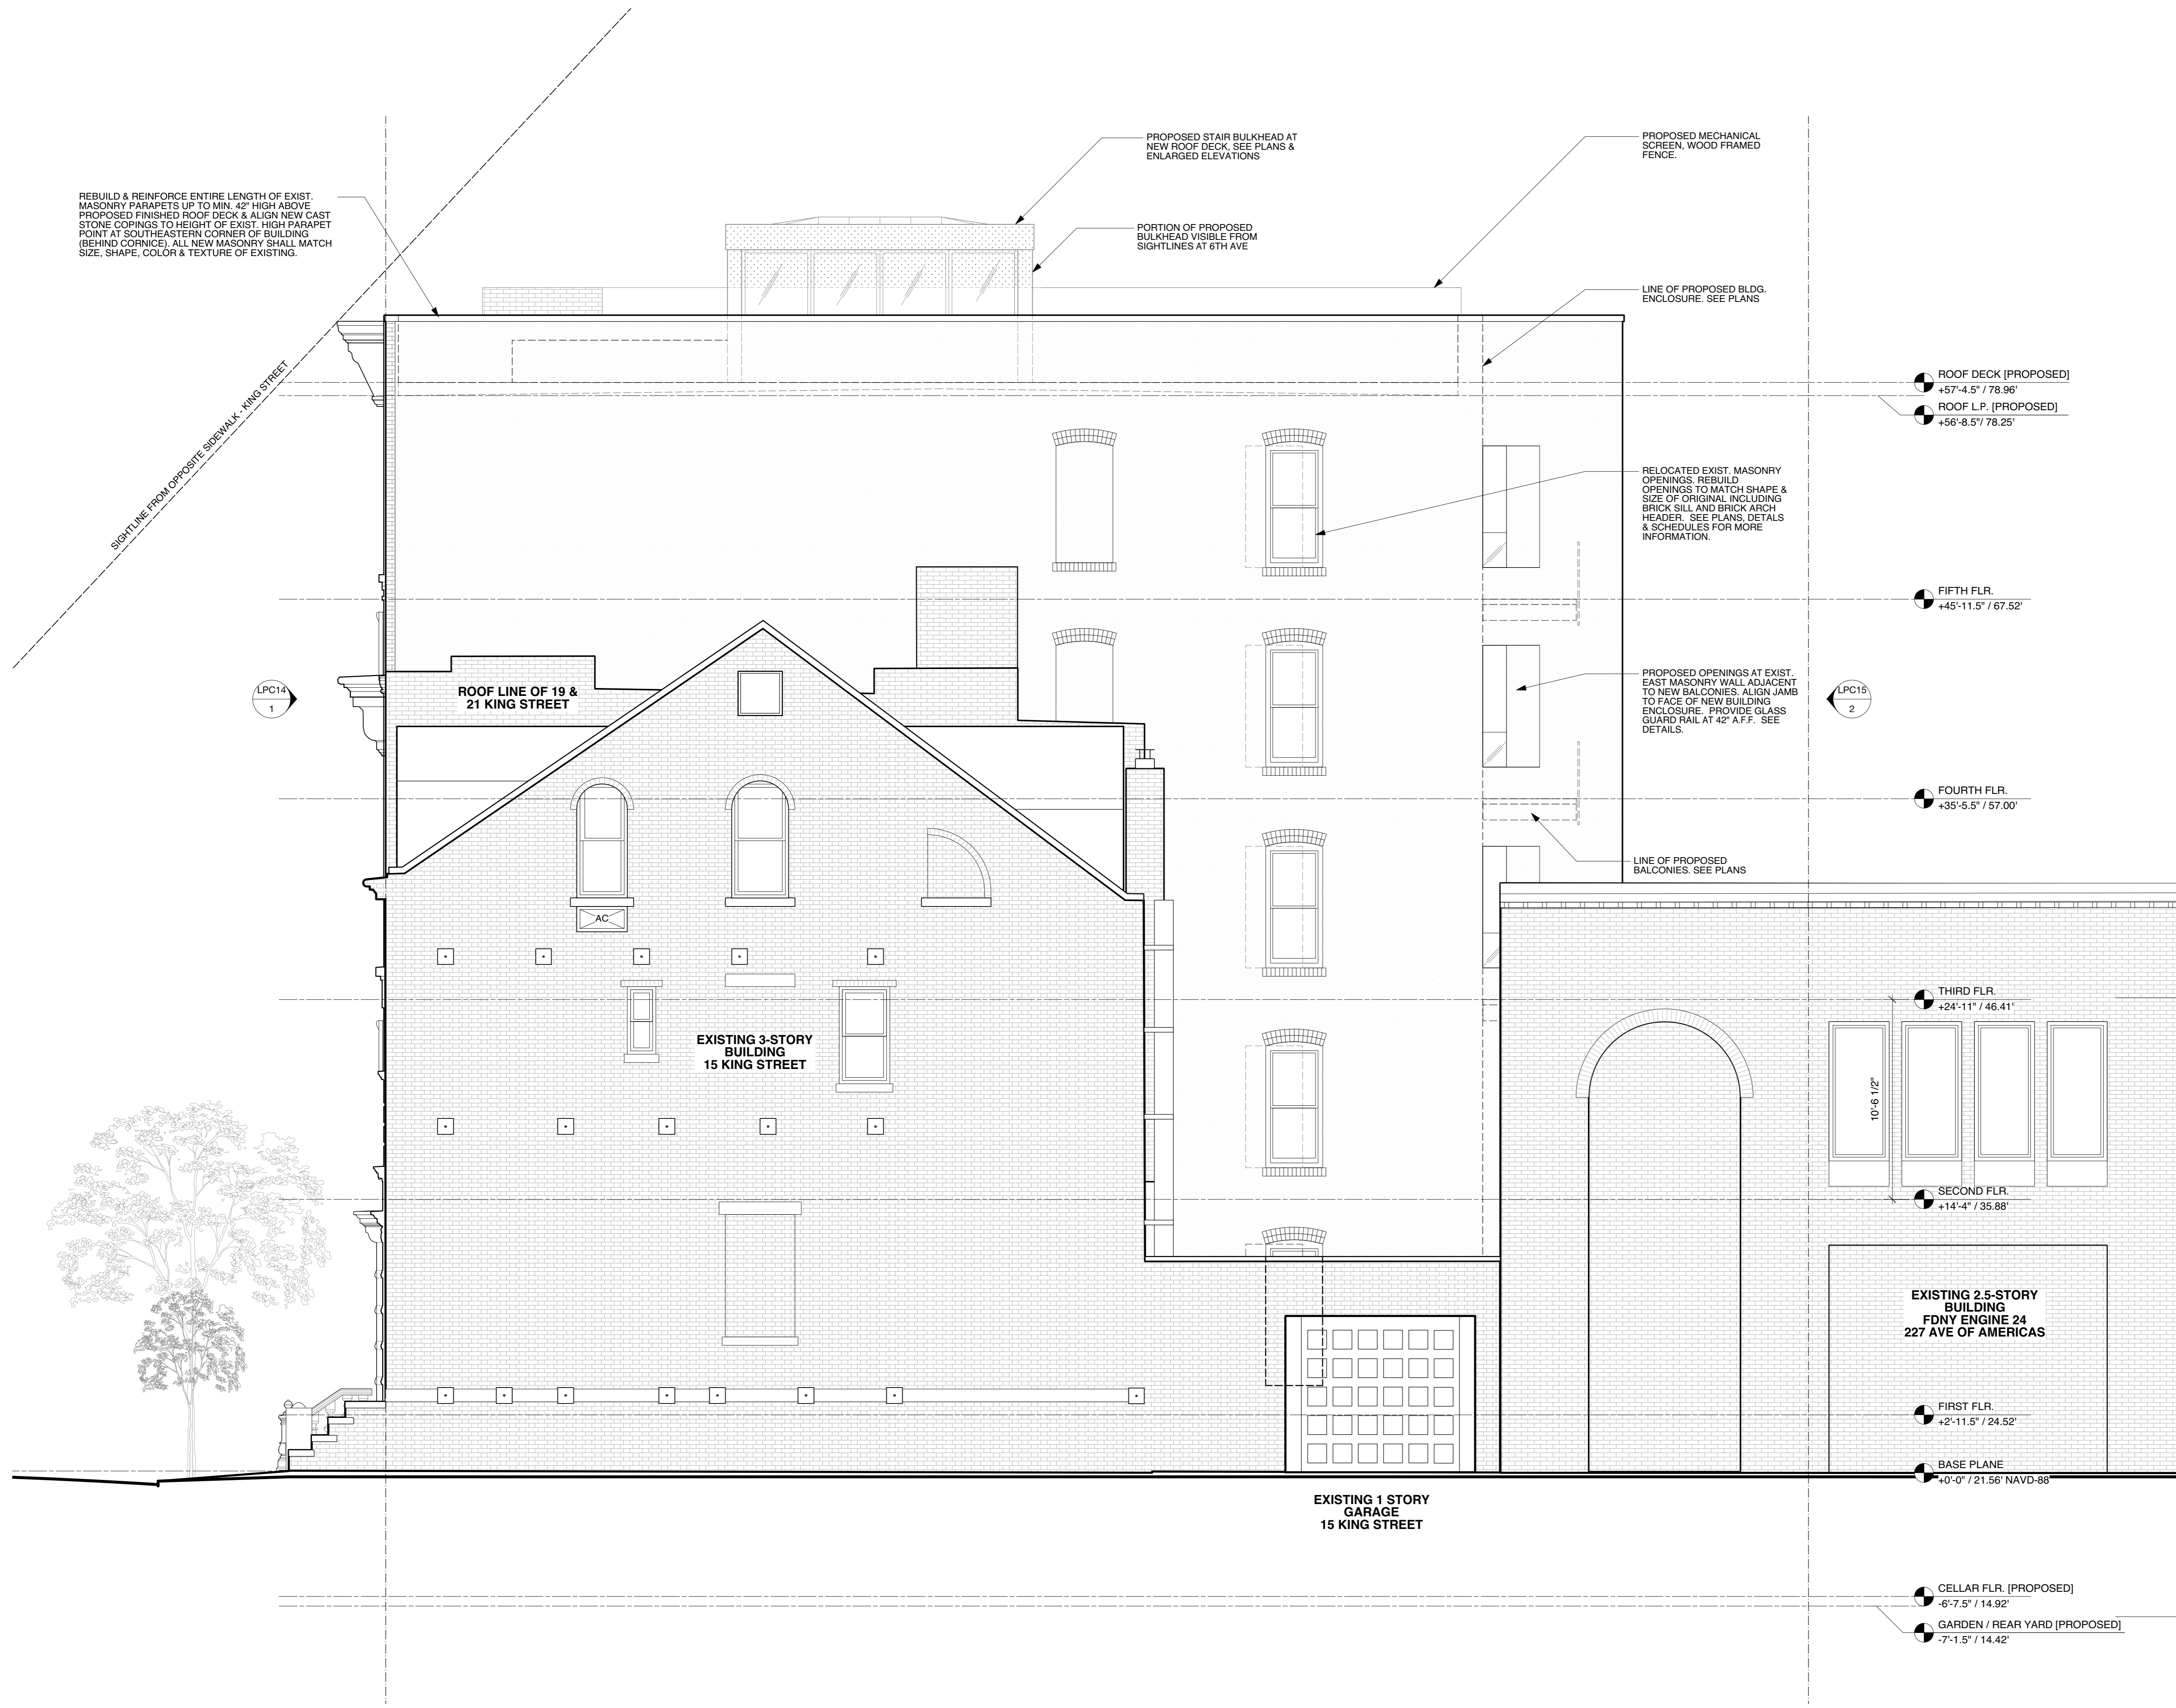 PROPOSED STAIR BULKHEAD AT
NEW ROOF DECK, SEE PLANS &
ENLARGED ELEVATIONS
PROPOSED MECHANICAL
SCREEN, WOOD FRAMED
FENCE.
REBUILD & REINFORCE ENTIRE LENGTH OF EXIST.
MASONRY PARAPETS UP TO MIN. 42" HIGH ABOVE
PROPOSED FINISHED ROOF DECK & ALIGN NEW CAST
STONE COPINGS TO HEIGHT OF EXIST. HIGH PARAPET
POINT AT SOUTHEASTERN CORNER OF BUILDING
(BEHIND CORNICE). ALL NEW MASONRY SHALL MATCH
SIZE, SHAPE, COLOR & TEXTURE OF EXISTING.
PORTION OF PROPOSED
BULKHEAD VISIBLE FROM
SIGHTLINES AT 6TH AVE
LINE OF PROPOSED BLDG.
ENCLOSURE. SEE PLANS
SIGHTLINE FROM OPPOSITE SIDEWALK - KING STREET
ROOF DECK [PROPOSED]
+57'-4.5" / 78.96'
ROOF L.P. [PROPOSED]
+56'-8.5"/ 78.25'
RELOCATED EXIST. MASONRY
OPENINGS. REBUILD
OPENINGS TO MATCH SHAPE &
SIZE OF ORIGINAL INCLUDING
BRICK SILL AND BRICK ARCH
HEADER. SEE PLANS, DETALS
& SCHEDULES FOR MORE
INFORMATION.
FIFTH FLR.
+45'-11.5" / 67.52'
LPC14
1
ROOF LINE OF 19 &
21 KING STREET
PROPOSED OPENINGS AT EXIST.
EAST MASONRY WALL ADJACENT
TO NEW BALCONIES. ALIGN JAMB
TO FACE OF NEW BUILDING
ENCLOSURE. PROVIDE GLASS
GUARD RAIL AT 42" A.F.F. SEE
DETAILS.
LPC15
2
FOURTH FLR.
+35'-5.5" / 57.00'
LINE OF PROPOSED
BALCONIES. SEE PLANS
AC
THIRD FLR.
+24'-11" / 46.41'
EXISTING 3-STORY
BUILDING
15 KING STREET
10'-6 1/2"
SECOND FLR.
+14'-4" / 35.88'
EXISTING 2.5-STORY
BUILDING
FDNY ENGINE 24
227 AVE OF AMERICAS
FIRST FLR.
+2'-11.5" / 24.52'
BASE PLANE
+0'-0" / 21.56' NAVD-88
EXISTING 1 STORY
GARAGE
15 KING STREET
CELLAR FLR. [PROPOSED]
-6'-7.5" / 14.92'
GARDEN / REAR YARD [PROPOSED]
-7'-1.5" / 14.42'